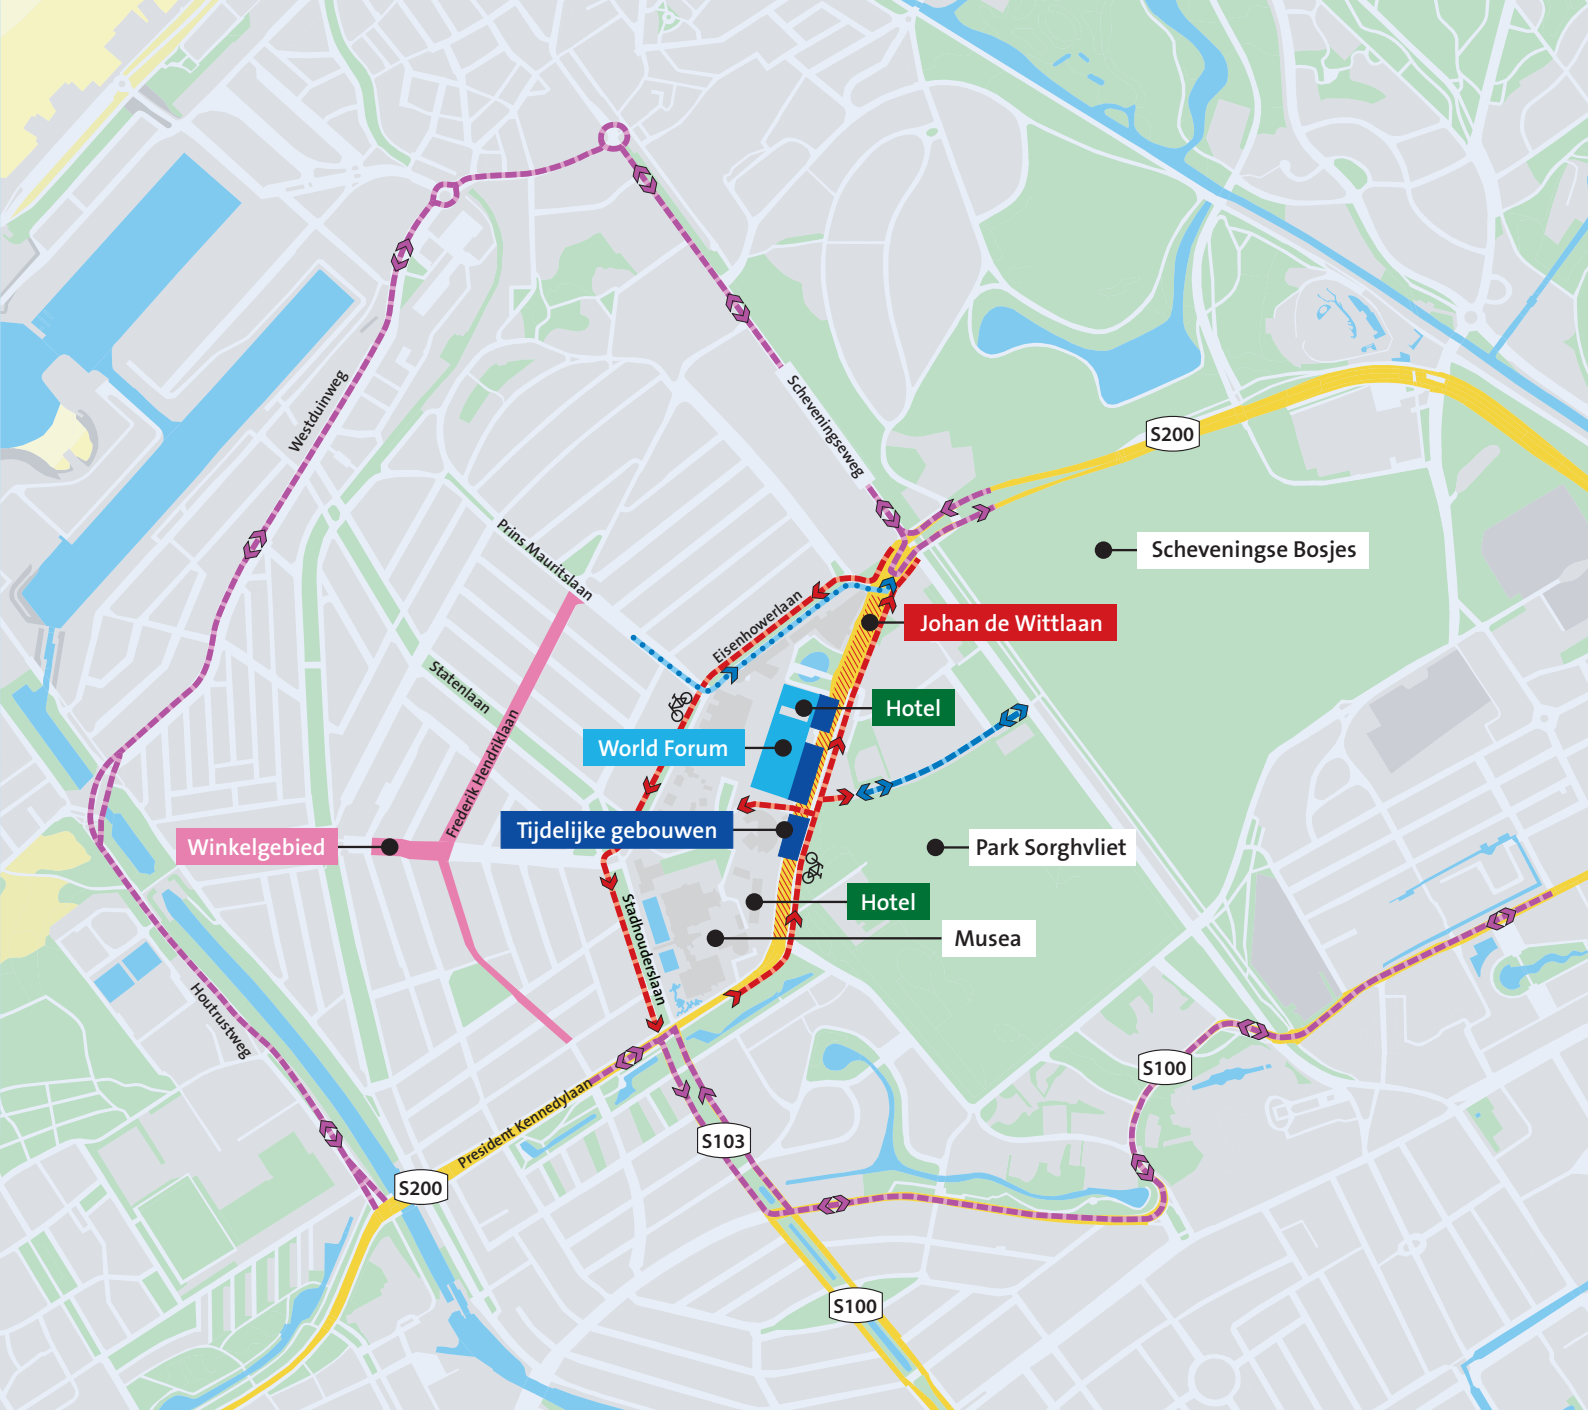 Westduinweg
Scheveningseweg
S200
Prins Mauritslaan
Scheveningse Bosjes
Eisenhowerlaan
Johan de Wittlaan
Statenlaan
Hotel
Frederik Hendriklaan
World Forum
Tijdelijke gebouwen
Winkelgebied
Park Sorghvliet
Hotel
Stadhouderslaan
Musea
Houtrustweg
S100
President Kennedylaan
S103
S200
S100